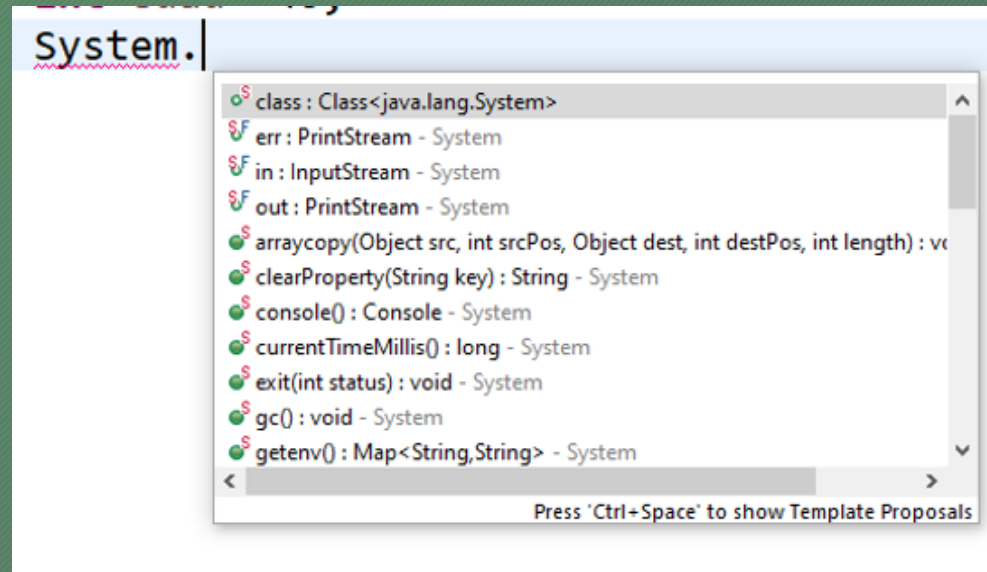 System.
class : Class<java.lang.System>
err : PrintStream - System
in : InputStream - System
out : PrintStream - System
arraycopy(Object src, int srcPos, Object dest, int destPos, int length) :
clearProperty(String key) : String - System
console() : Console - System
currentTimeMillis() : long - System
exit(int status) : void - System
gc() : void - System
getenv() : Map<String,String> - System
Press 'Ctrl+Space' to show Template Proposals